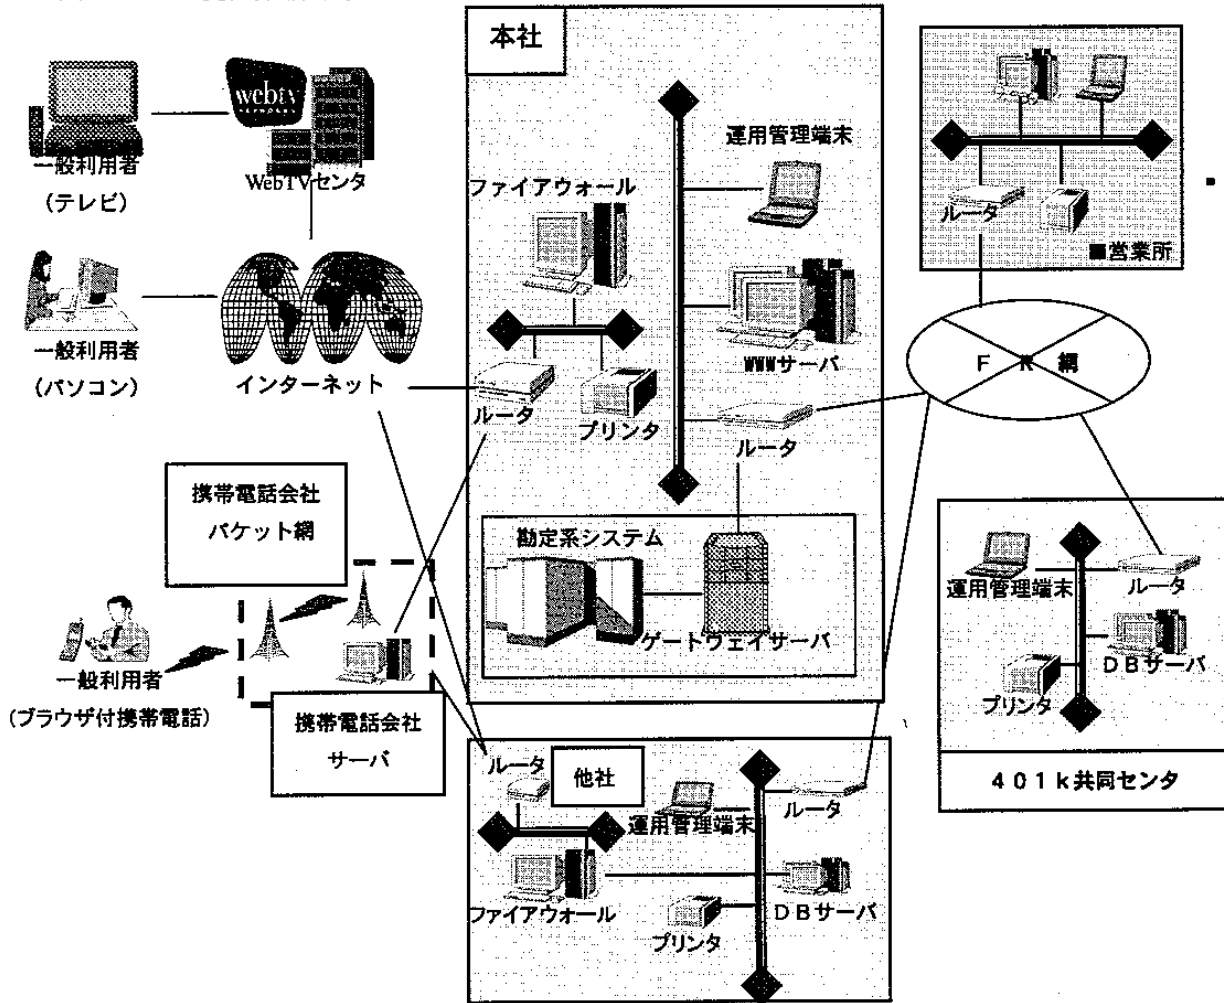 本社
webtv
NETWORKS
一般利用者
(テレビ)
WebTVセンタ
一般利用者
(パソコン)
インターネット
ファイアウォール
運用管理端末
WWWサーバ
ルータ
プリンタ
ルータ
勘定系システム
ゲートウェイサーバ
ルータ
■営業所
FR網
携帯電話会社
パケット網
一般利用者
(ブラウザ付携帯電話)
携帯電話会社
サーバ
運用管理端末
ルータ
DBサーバ
プリンタ
401k共同センタ
ルータ
他社
運用管理端末
ルータ
ファイアウォール
プリンタ
DBサーバ